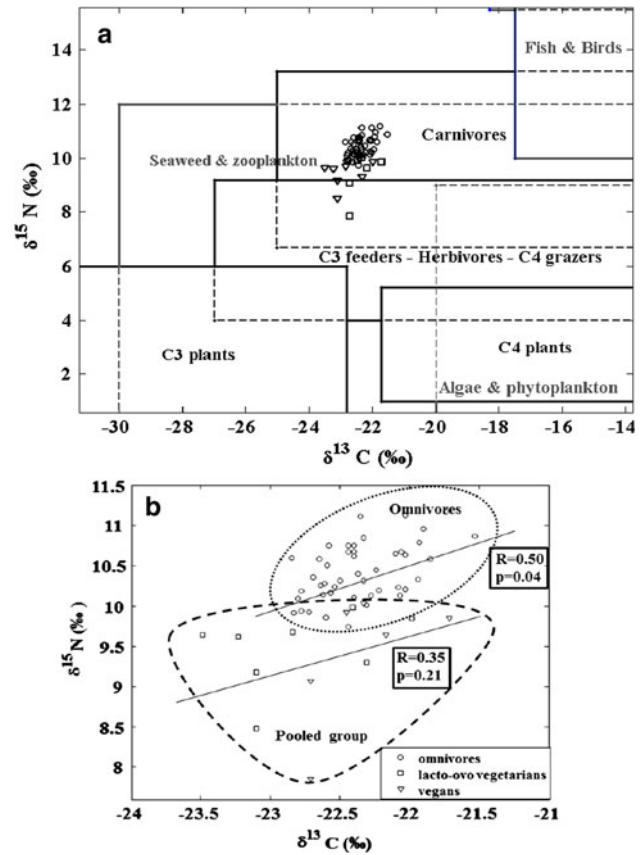 a
14
12
10
8
6
4
2
δ15 N (‰)
Fish & Birds
Carnivores
Seaweed & zooplankton
C3 feeders - Herbivores - C4 grazers
C3 plants
C4 plants
Algae & phytoplankton
-30 -28 -26 -24 -22 -20 -18 -16 -14
δ13 C (‰)
b
11.5
11
10.5
10
9.5
9
8.5
8
δ15 N (‰)
Omnivores
R=0.50
p=0.04
R=0.35
p=0.21
Pooled group
omnivores
lacto-ovo vegetarians
vegans
-24 -23.5 -23 -22.5 -22 -21.5 -21
δ13 C (‰)